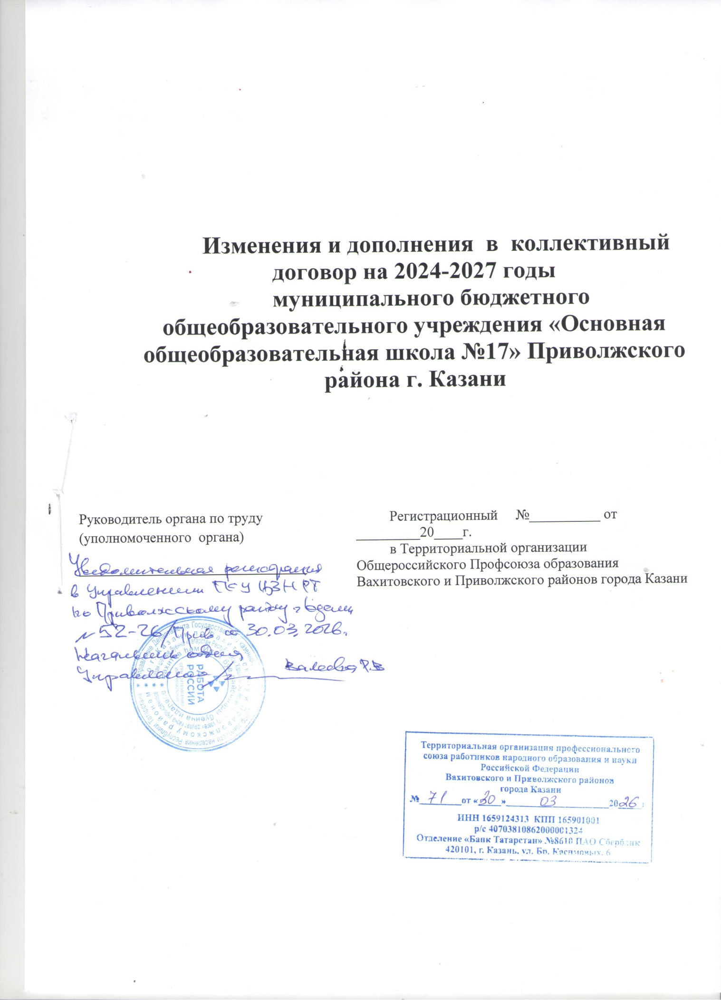 Изменения и дополнения в коллективный
договор на 2024-2027 годы
муниципального бюджетного
общеобразовательного учреждения «Основная
общеобразовательная школа №17» Приволжского
района г. Казани
Руководитель органа по труду
(уполномоченного органа)
Уведомительная регистрация
в Управлении ГКУ ЦЗН РТ
по Приволжскому району г.
№ 52-26/Прив от 30.03.2026.
Начальник отдела
Управления Валеева Р.В
Регистрационный №__________ от
_________20____г.
в Территориальной организации
Общероссийского Профсоюза образования
Вахитовского и Приволжского районов города Казани
РАБОТА
РОССИИ
Территориальная организация профессионального
союза работников народного образования и науки
Российской Федерации
Вахитовского и Приволжского районов
города Казани
№ 71 от «30» 03 2026 г
ИНН 1659124313 КПП 165901001
р/с 40703810862000001324
Отделение «Банк Татарстан» №8610 ПАО Сбербанк
420101, г. Казань, ул. Бр. Касимовых, 6